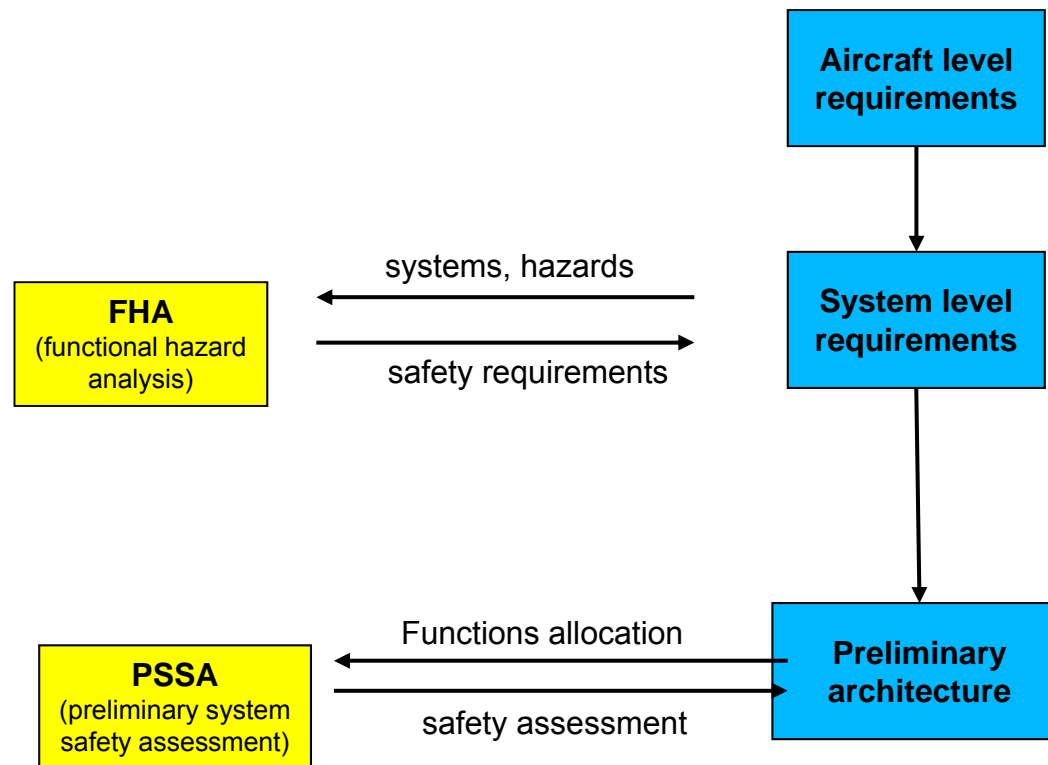 Aircraft level
requirements
systems, hazards
FHA
(functional hazard
analysis)
safety requirements
System level
requirements
Functions allocation
PSSA
(preliminary system
safety assessment)
safety assessment
Preliminary
architecture